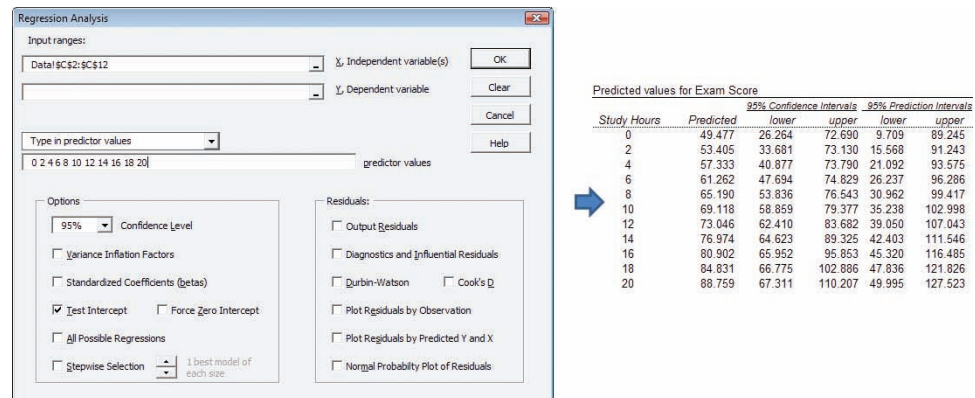 Regression Analysis
Input ranges:
Data!$C$2:$C$12
X, Independent variable(s)
OK
Y, Dependent variable
Clear
Cancel
Type in predictor values
Help
0 2 4 6 8 10 12 14 16 18 20
predictor values
Options
95% Confidence Level
Variance Inflation Factors
Standardized Coefficients (betas)
Test Intercept Force Zero Intercept
All Possible Regressions
Stepwise Selection 1 best model of
each size
Residuals:
Output Residuals
Diagnostics and Influential Residuals
Durbin-Watson Cook's D
Plot Residuals by Observation
Plot Residuals by Predicted Y and X
Normal Probabilty Plot of Residuals
Predicted values for Exam Score
95% Confidence Intervals 95% Prediction Intervals
Study Hours Predicted lower upper lower upper
0 49.477 26.264 72.690 9.709 89.245
2 53.405 33.681 73.130 15.568 91.243
4 57.333 40.877 73.790 21.092 93.575
6 61.262 47.694 74.829 26.237 96.286
8 65.190 53.836 76.543 30.962 99.417
10 69.118 58.859 79.377 35.238 102.998
12 73.046 62.410 83.682 39.050 107.043
14 76.974 64.623 89.325 42.403 111.546
16 80.902 65.952 95.853 45.320 116.485
18 84.831 66.775 102.886 47.836 121.826
20 88.759 67.311 110.207 49.995 127.523